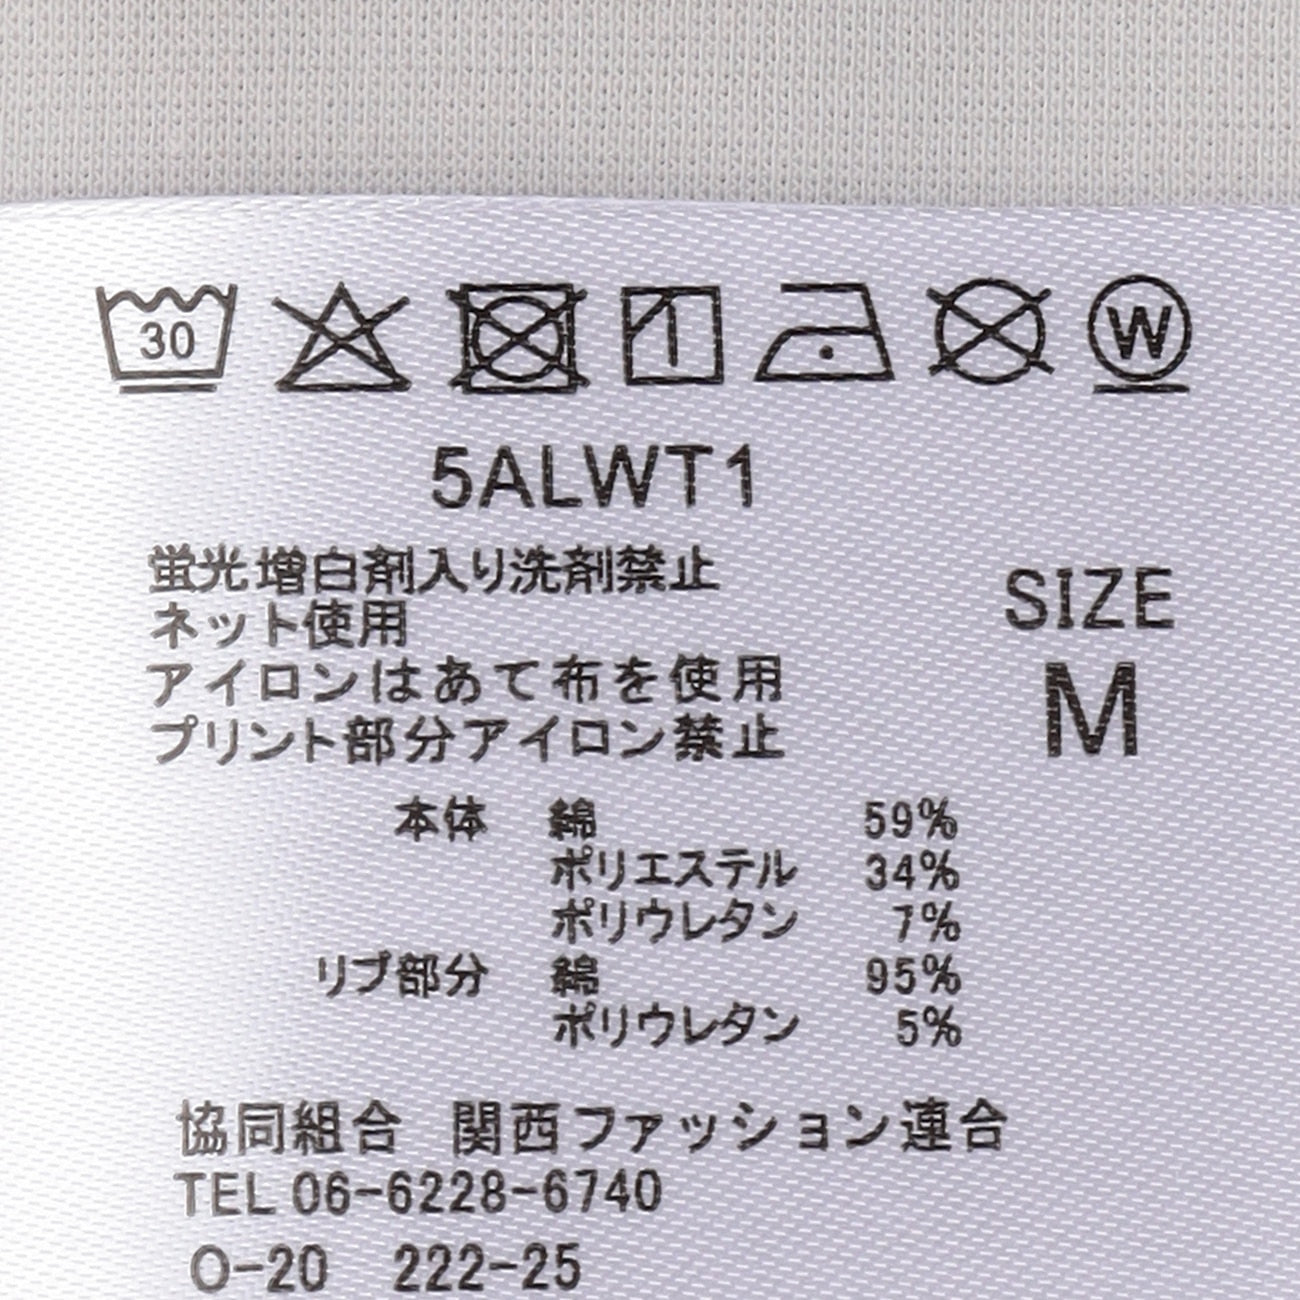 30 W
5ALWT1
蛍光増白剤入り洗剤禁止
ネット使用
アイロンはあて布を使用
プリント部分アイロン禁止
SIZE
M
本体 綿 59%
ポリエステル 34%
ポリウレタン 7%
リブ部分 綿 95%
ポリウレタン 5%
協同組合 関西ファッション連合
TEL 06-6228-6740
O-20 222-25